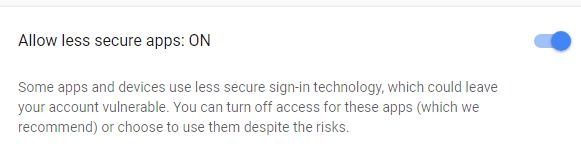 Allow less secure apps: ON
Some apps and devices use less secure sign-in technology, which could leave
your account vulnerable. You can turn off access for these apps (which we
recommend) or choose to use them despite the risks.